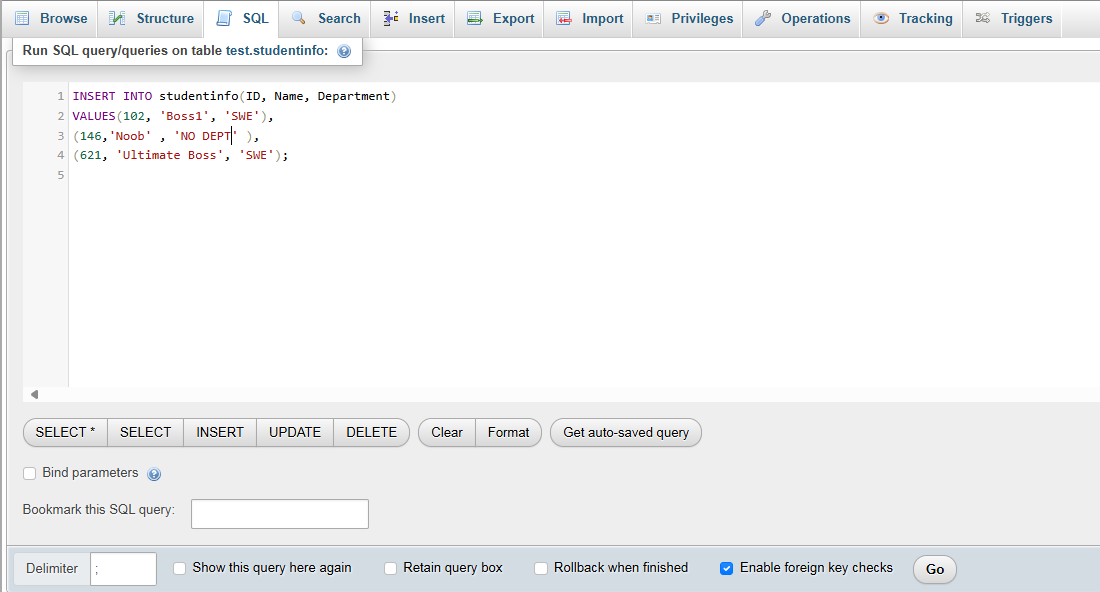 Browse Structure SQL Search Insert Export Import Privileges Operations Tracking Triggers
Run SQL query/queries on table test.studentinfo:
1 INSERT INTO studentinfo(ID, Name, Department)
2 VALUES(102, 'Boss1', 'SWE'),
3 (146,'Noob' , 'NO DEPT' ),
4 (621, 'Ultimate Boss', 'SWE');
5
SELECT * SELECT INSERT UPDATE DELETE Clear Format Get auto-saved query
Bind parameters
Bookmark this SQL query:
Delimiter ; Show this query here again Retain query box Rollback when finished Enable foreign key checks Go